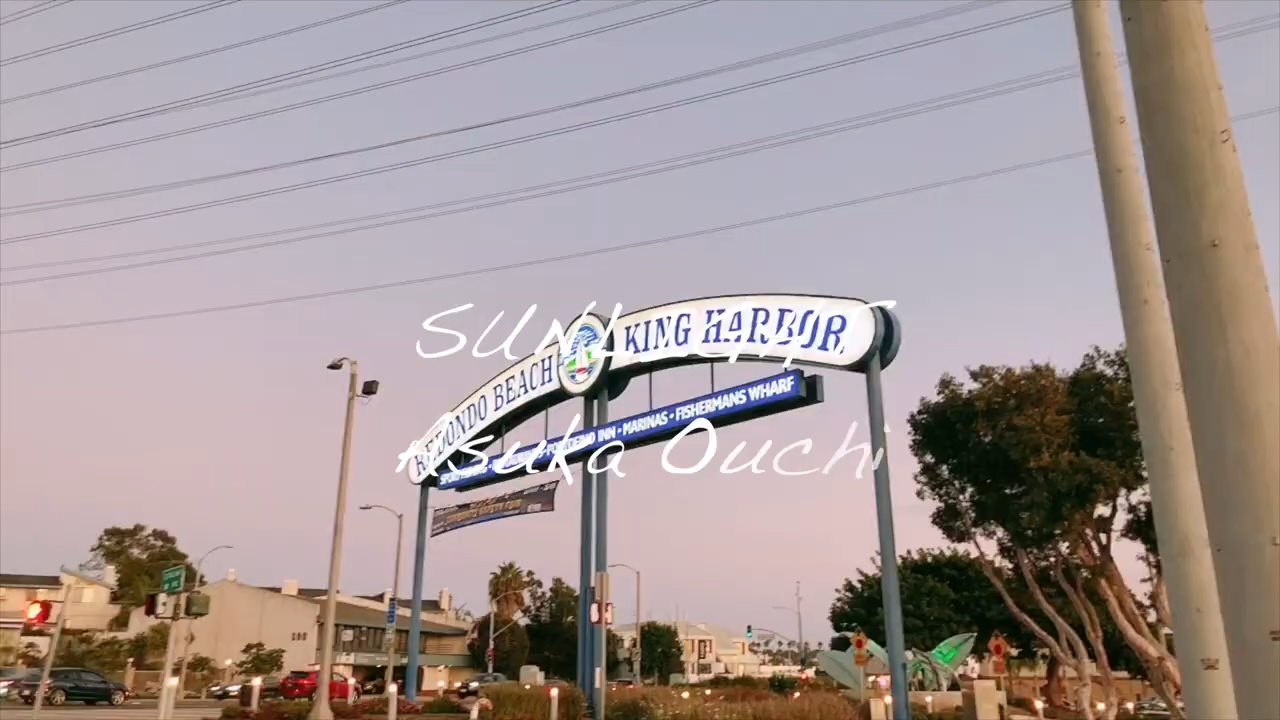 SUNLIGHT
KING HARBOR
REDONDO BEACH
MARINAS • FISHERMANS WHARF
Asuka Ouchi